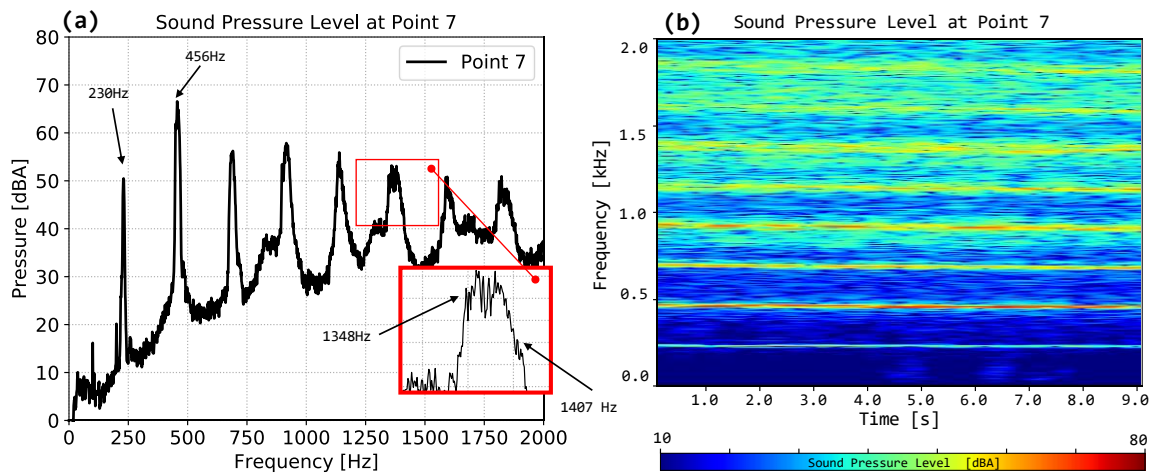 (a)
Sound Pressure Level at Point 7
80
70
60
50
40
30
20
10
0
Pressure [dBA]
456Hz
230Hz
Point 7
1348Hz
1407 Hz
0 250 500 750 1000 1250 1500 1750 2000
Frequency [Hz]
(b)
Sound Pressure Level at Point 7
2.0
1.5
1.0
0.5
0.0
Frequency [kHz]
1.0 2.0 3.0 4.0 5.0 6.0 7.0 8.0 9.0
Time [s]
10 80
Sound Pressure Level [dBA]